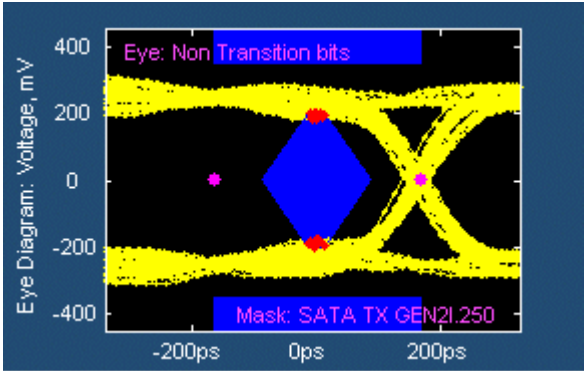 Eye Diagram: Voltage, mV
400
200
0
-200
-400
Eye: Non Transition bits
Mask: SATA TX GEN2I.250
-200ps
0ps
200ps